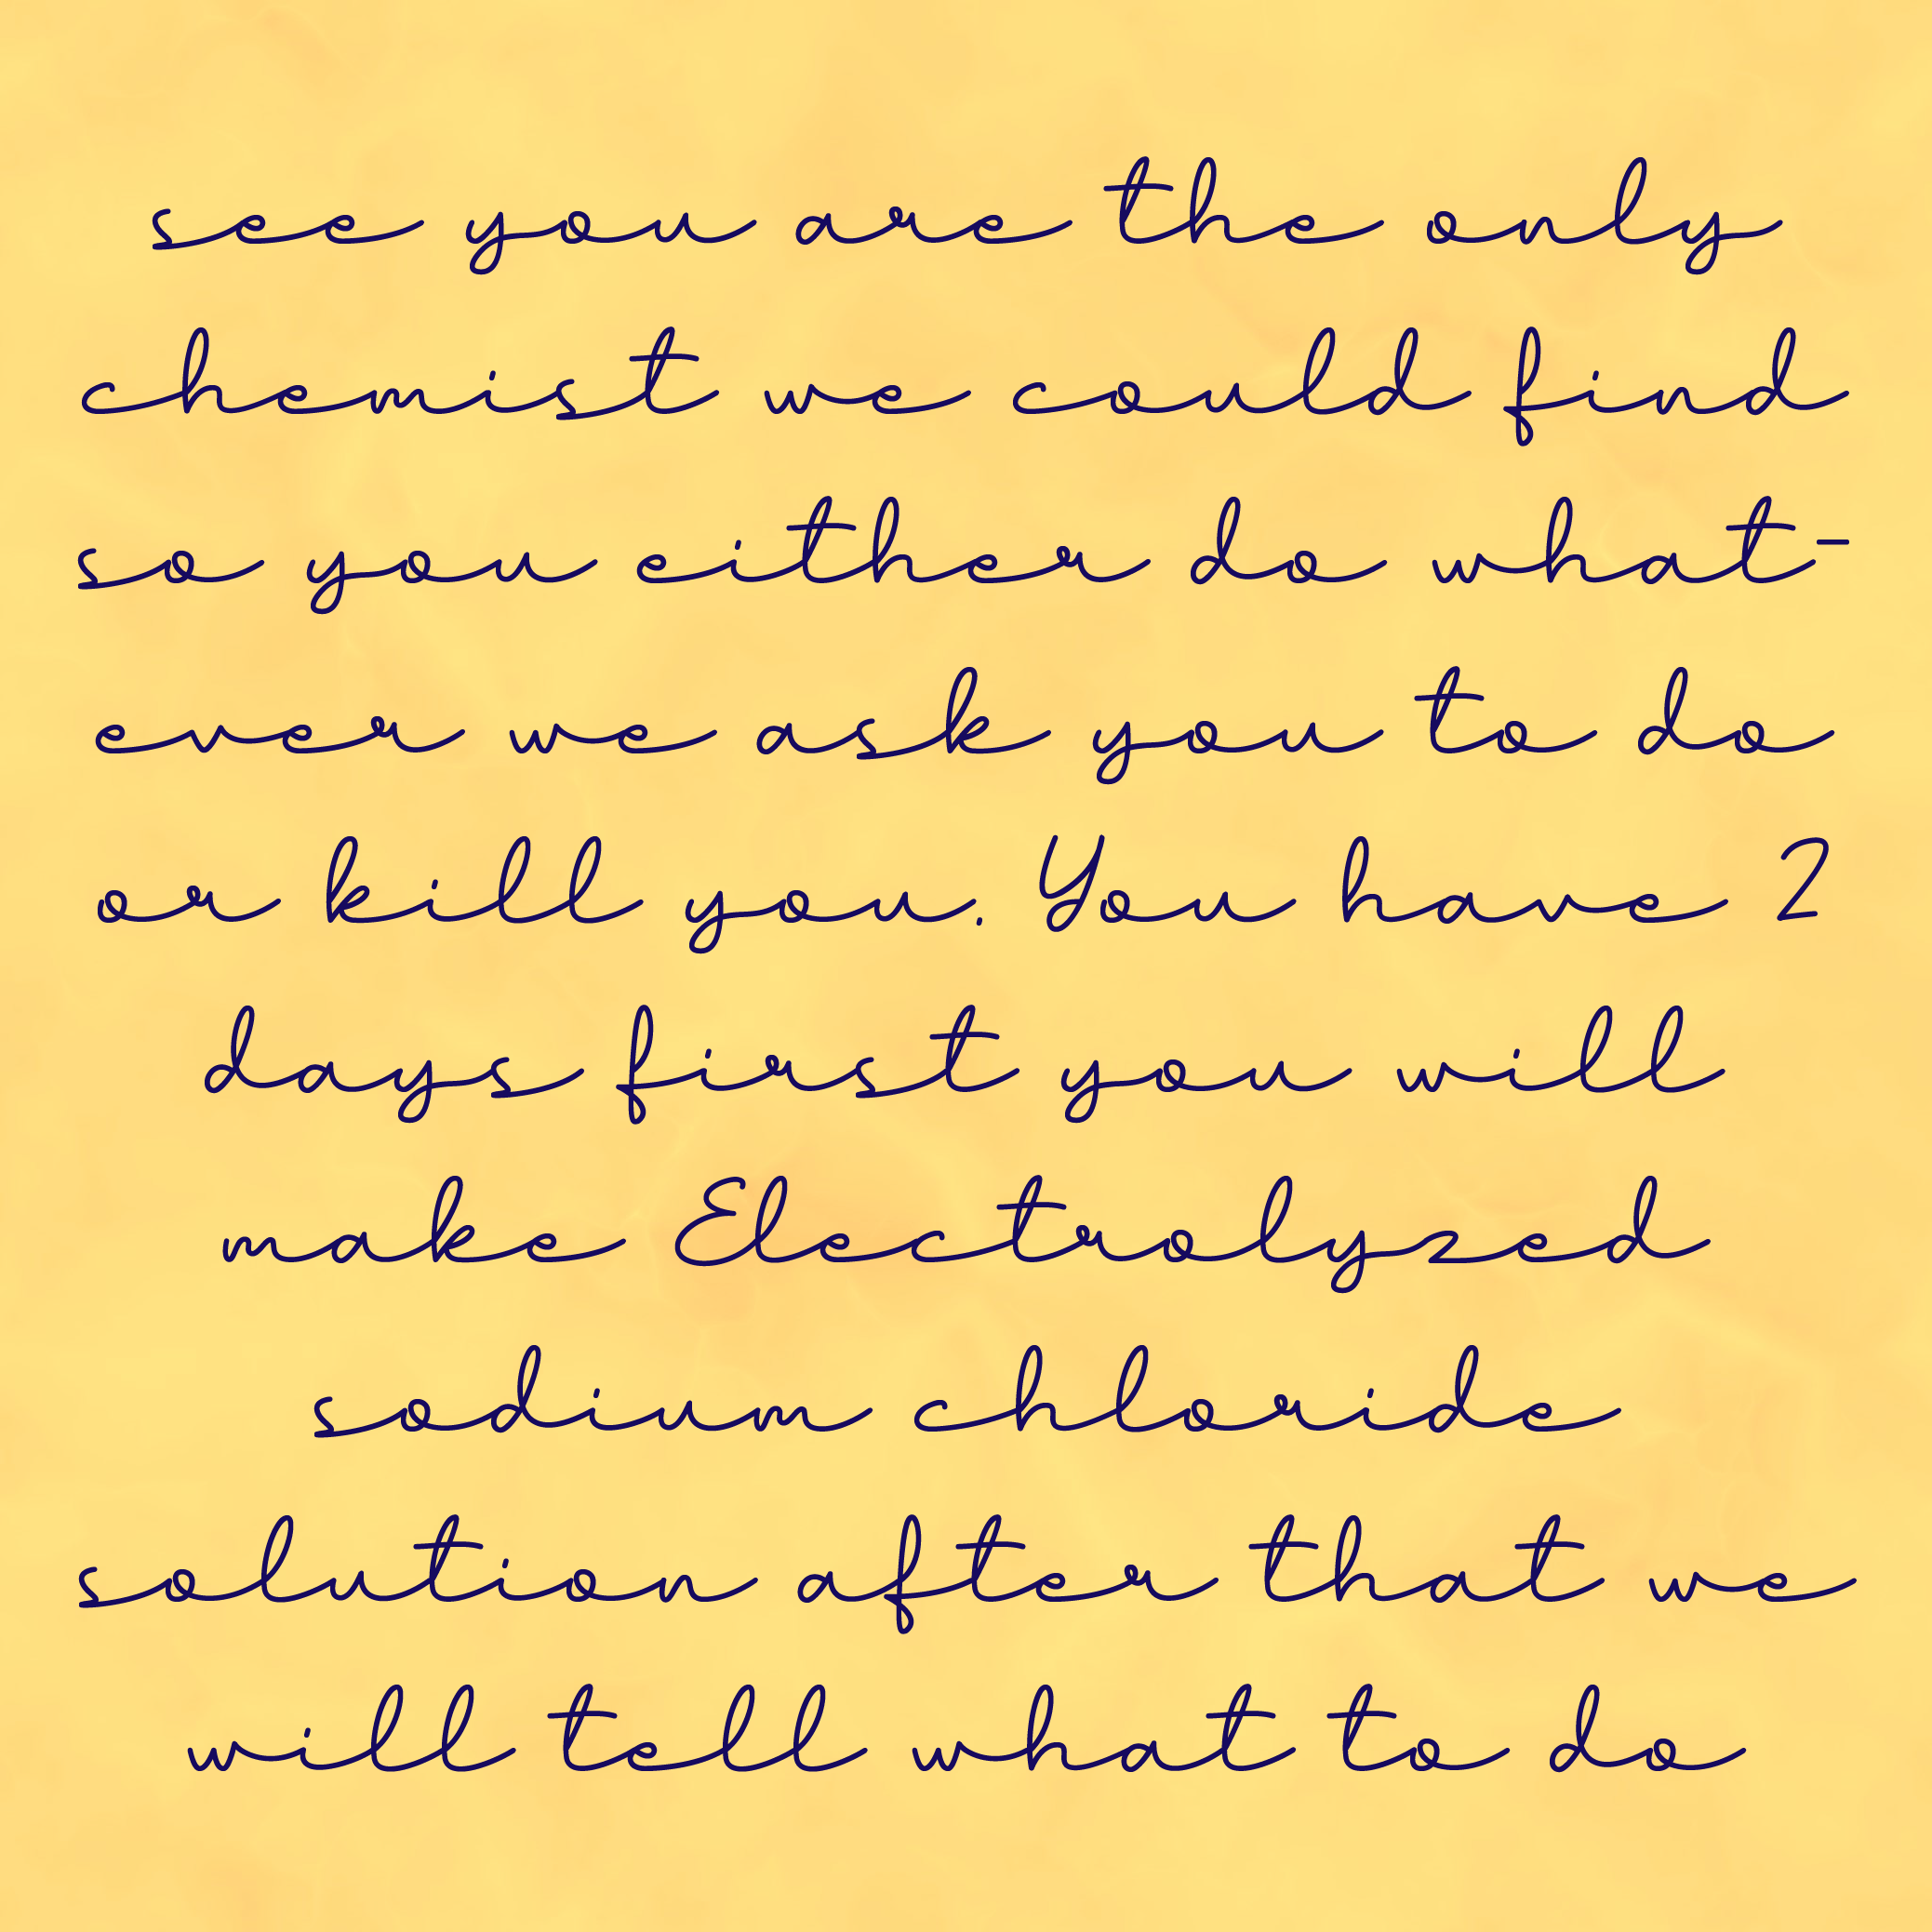 see you are the only
chemist we could find
so you either do what-
ever we ask you to do
or kill you. You have 2
days first you will
make Electrolyzed
sodium chloride
solution after that we
will tell what to do